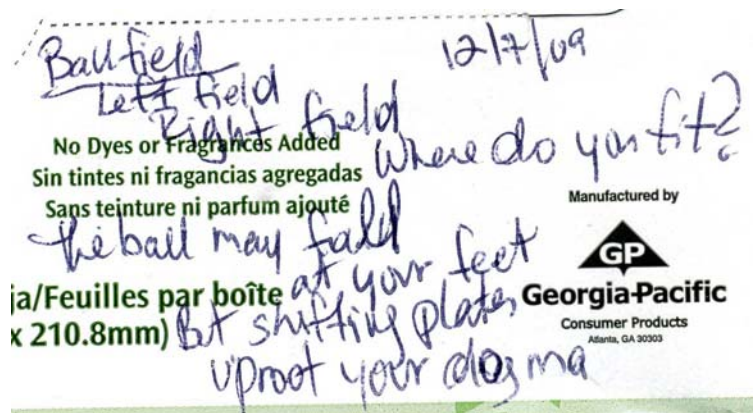 Ballfield 12/7/09
Left field
Right field
Where do you fit?
No Dyes or Fragrances Added
Sin tintes ni fragancias agregadas
Sans teinture ni parfum ajouté
Manufactured by
the ball may fall
at your feet
GP
ja/Feuilles par boîte
Georgia-Pacific
x 210.8mm)
But shifting plates
Consumer Products
Atlanta, GA 30303
uproot your dogma